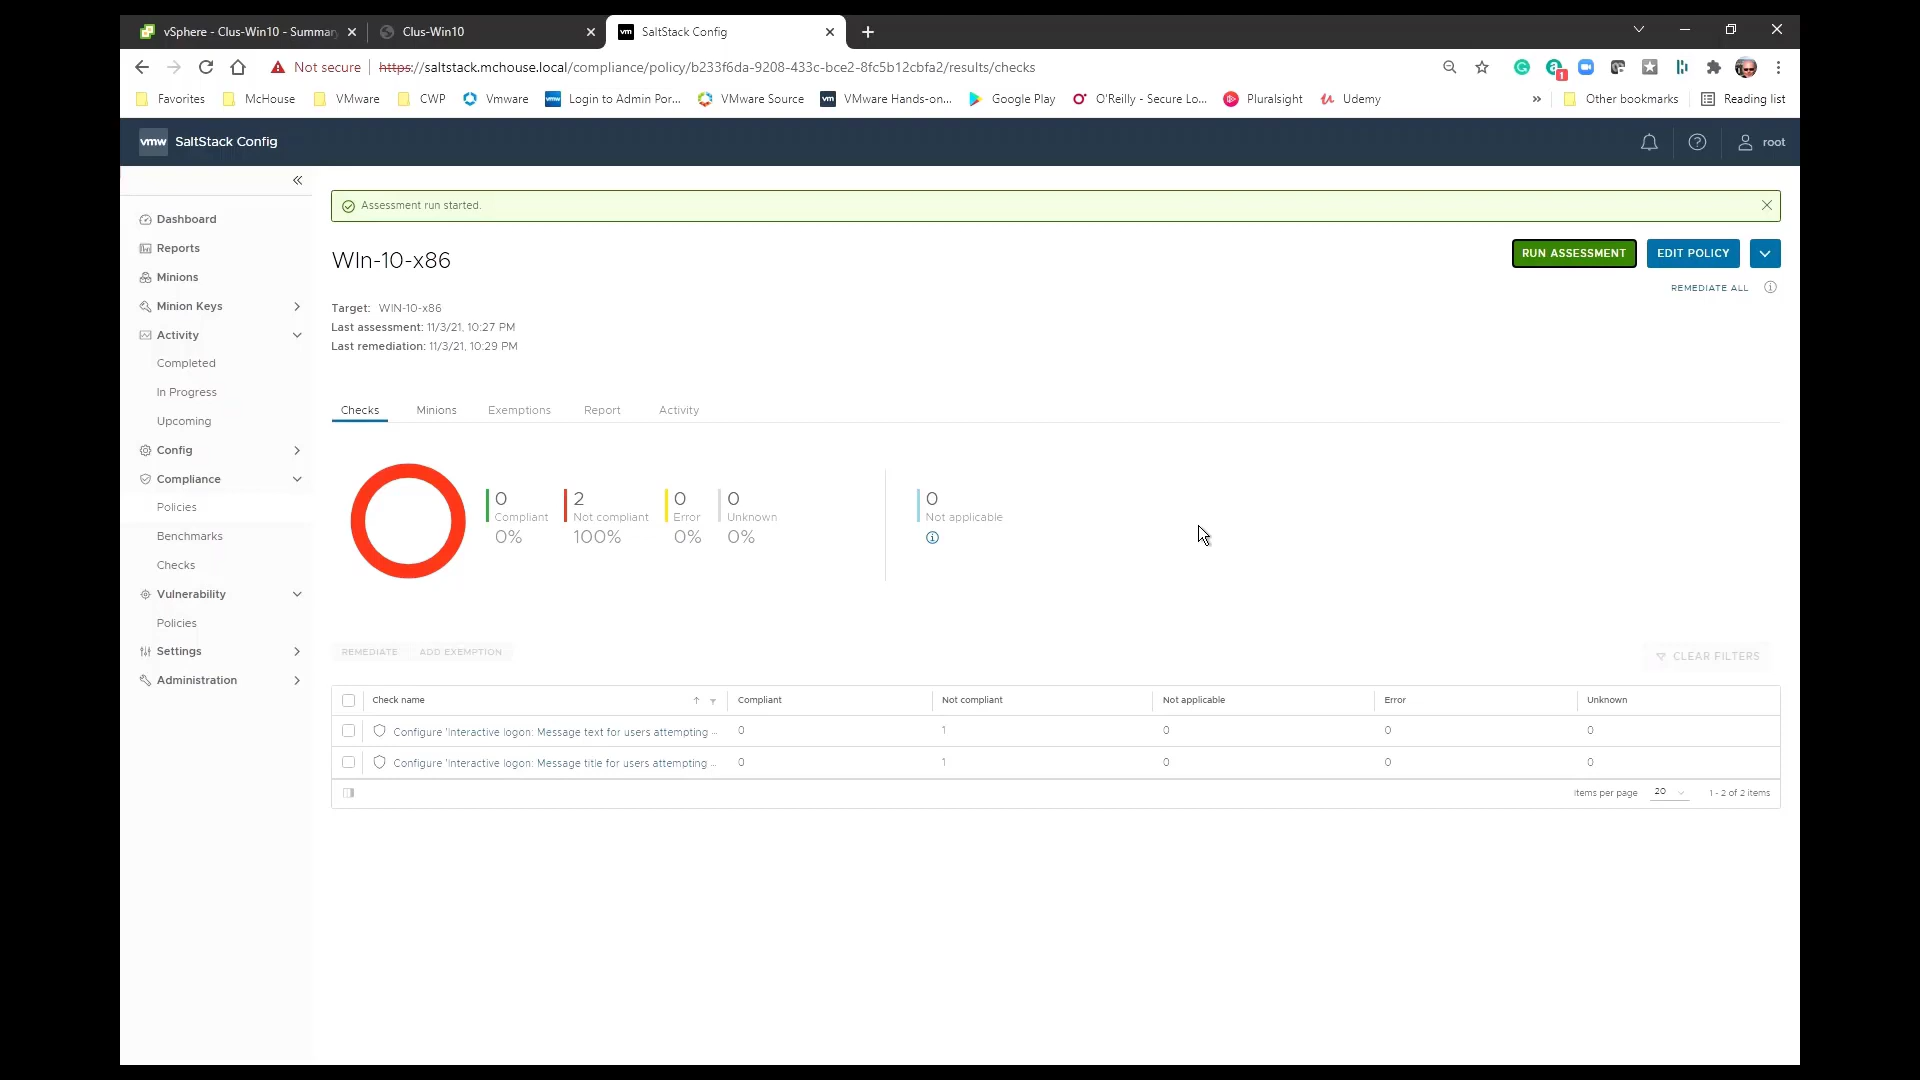 vSphere - Clus-Win10 - Summar
Clus-Win10
vm SaltStack Config
Not secure https://saltstack.mchouse.local/compliance/policy/b233f6da-9208-433c-bce2-8fc5b12cbfa2/results/checks
1
Favorites McHouse VMware CWP Vmware vmw Login to Admin Por... VMware Source vm VMware Hands-on... Google Play O'Reilly - Secure Lo... Pluralsight Udemy » Other bookmarks Reading list
vmw SaltStack Config
root
Dashboard
Reports
Minions
Minion Keys
Activity
Completed
In Progress
Upcoming
Config
Compliance
Policies
Benchmarks
Checks
Vulnerability
Policies
Settings
Administration
Assessment run started.
WIn-10-x86
RUN ASSESSMENT EDIT POLICY
REMEDIATE ALL
Target: WIN-10-x86
Last assessment: 11/3/21, 10:27 PM
Last remediation: 11/3/21, 10:29 PM
Checks Minions Exemptions Report Activity
0 2 0 0 0
Compliant Not compliant Error Unknown Not applicable
0% 100% 0% 0%
REMEDIATE ADD EXEMPTION
CLEAR FILTERS
Check name Compliant Not compliant Not applicable Error Unknown
Configure 'Interactive logon: Message text for users attempting ... 0 1 0 0 0
Configure 'Interactive logon: Message title for users attempting ... 0 1 0 0 0
Items per page 20 1 - 2 of 2 items